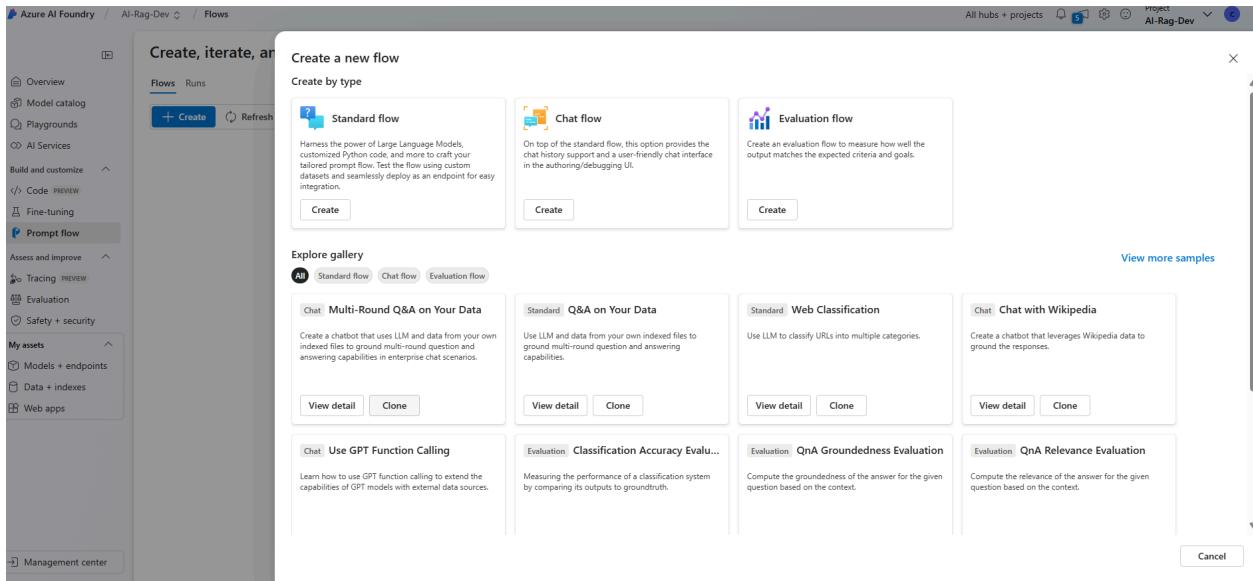 Azure AI Foundry / AI-Rag-Dev / Flows
All hubs + projects
5
Project
AI-Rag-Dev
c
Overview
Model catalog
Playgrounds
AI Services
Build and customize
Code PREVIEW
Fine-tuning
Prompt flow
Assess and improve
Tracing PREVIEW
Evaluation
Safety + security
My assets
Models + endpoints
Data + indexes
Web apps
Management center
Create, iterate, an
Flows Runs
+ Create Refresh
Create a new flow
Create by type
Standard flow
Harness the power of Large Language Models,
customized Python code, and more to craft your
tailored prompt flow. Test the flow using custom
datasets and seamlessly deploy as an endpoint for easy
integration.
Create
Chat flow
On top of the standard flow, this option provides the
chat history support and a user-friendly chat interface
in the authoring/debugging UI.
Create
Evaluation flow
Create an evaluation flow to measure how well the
output matches the expected criteria and goals.
Create
Explore gallery
View more samples
All Standard flow Chat flow Evaluation flow
Chat Multi-Round Q&A on Your Data
Create a chatbot that uses LLM and data from your own
indexed files to ground multi-round question and
answering capabilities in enterprise chat scenarios.
View detail Clone
Standard Q&A on Your Data
Use LLM and data from your own indexed files to
ground multi-round question and answering
capabilities.
View detail Clone
Standard Web Classification
Use LLM to classify URLs into multiple categories.
View detail Clone
Chat Chat with Wikipedia
Create a chatbot that leverages Wikipedia data to
ground the responses.
View detail Clone
Chat Use GPT Function Calling
Learn how to use GPT function calling to extend the
capabilities of GPT models with external data sources.
Evaluation Classification Accuracy Evalu...
Measuring the performance of a classification system
by comparing its outputs to groundtruth.
Evaluation QnA Groundedness Evaluation
Compute the groundedness of the answer for the given
question based on the context.
Evaluation QnA Relevance Evaluation
Compute the relevance of the answer for the given
question based on the context.
Cancel